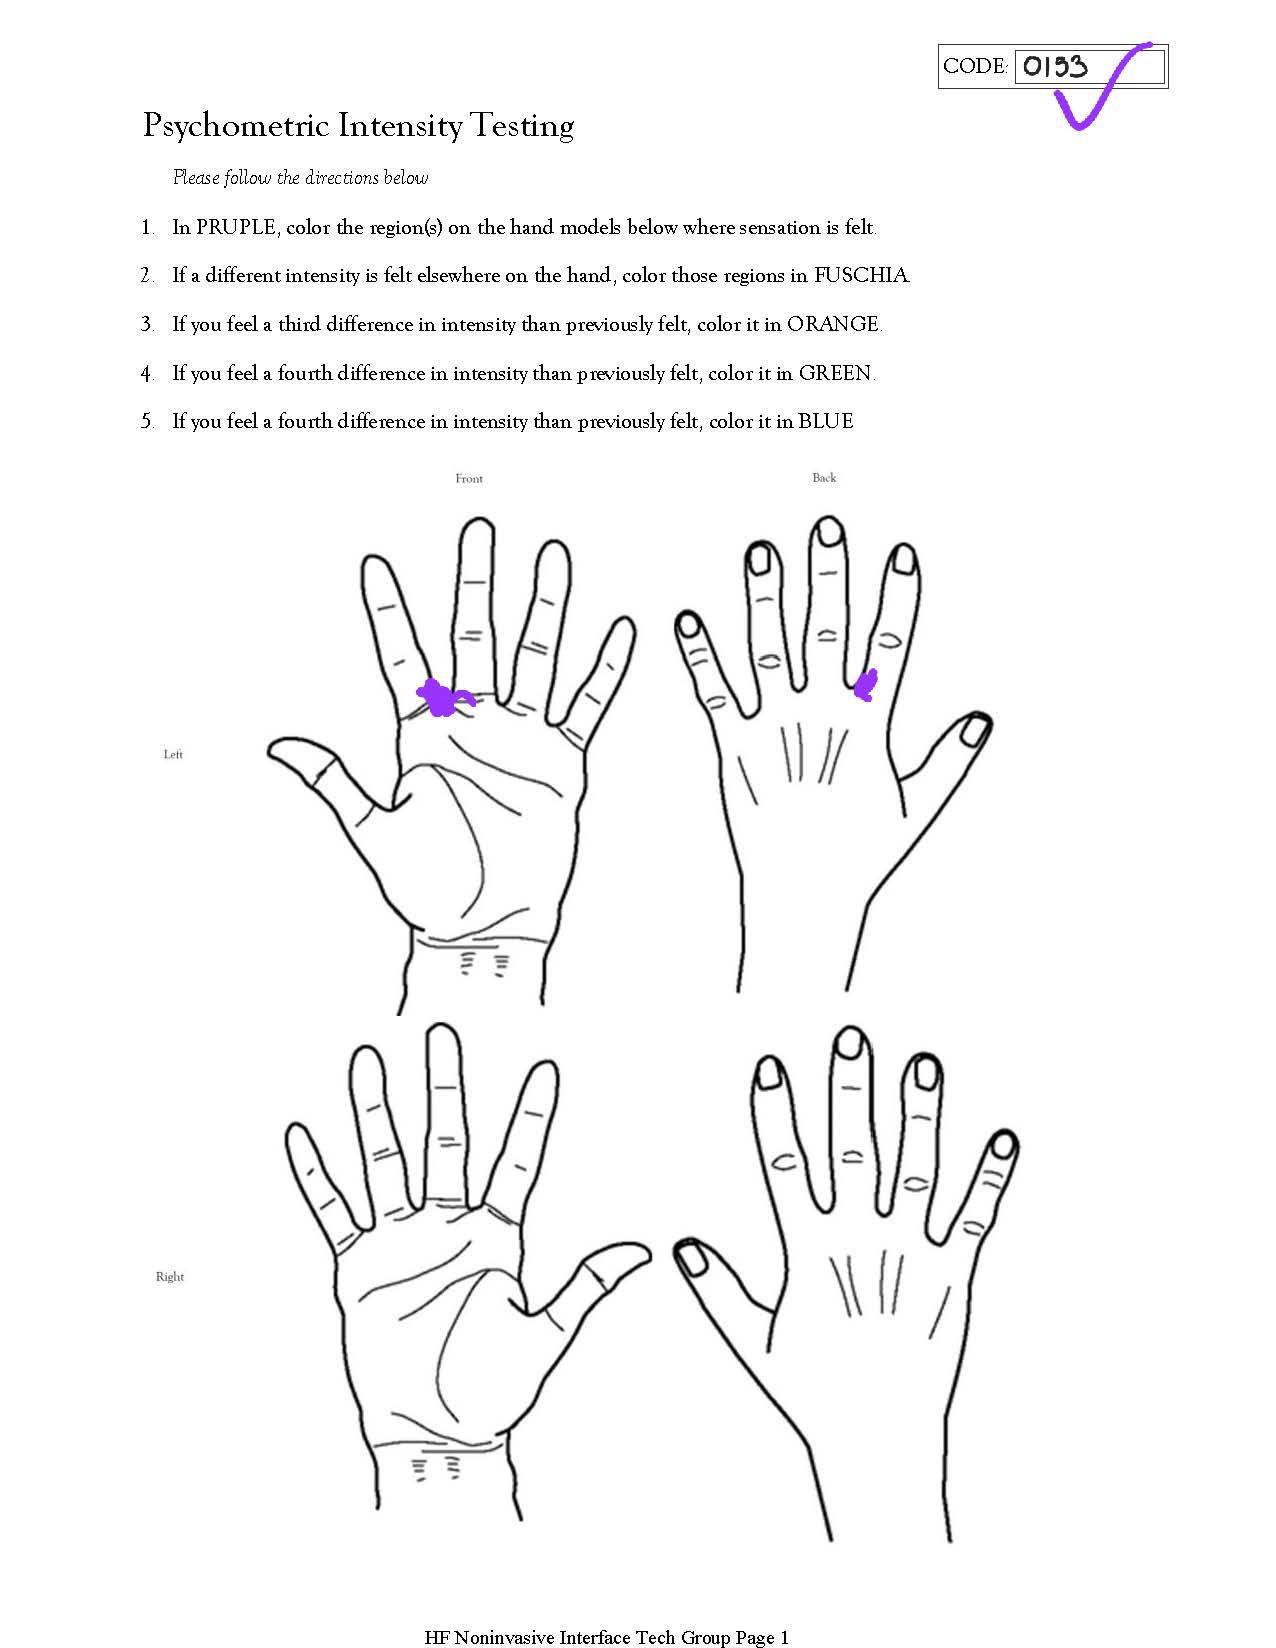 CODE: 0153
Psychometric Intensity Testing
Please follow the directions below
1. In PRUPLE, color the region(s) on the hand models below where sensation is felt.
2. If a different intensity is felt elsewhere on the hand, color those regions in FUSCHIA.
3. If you feel a third difference in intensity than previously felt, color it in ORANGE.
4. If you feel a fourth difference in intensity than previously felt, color it in GREEN.
5. If you feel a fourth difference in intensity than previously felt, color it in BLUE
Front Back
Left
Right
HF Noninvasive Interface Tech Group Page 1